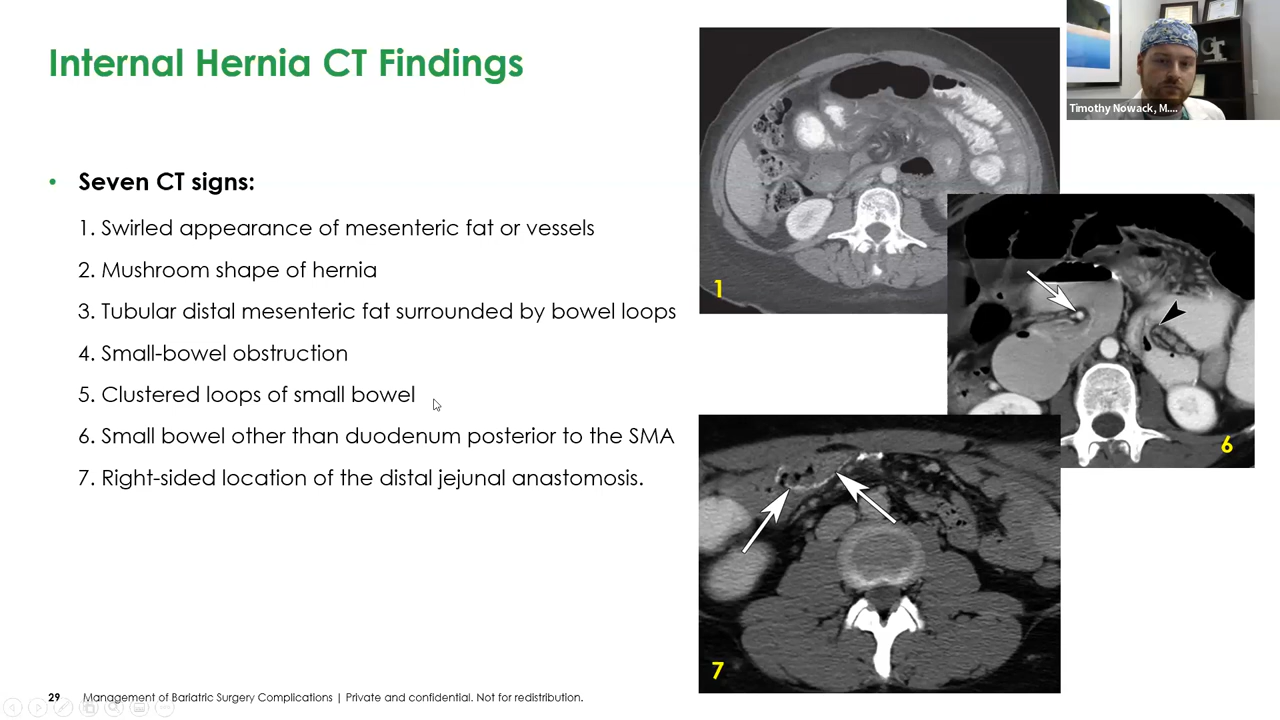 Internal Hernia CT Findings
Timothy Nowack, M....
• Seven CT signs:
1. Swirled appearance of mesenteric fat or vessels
2. Mushroom shape of hernia
3. Tubular distal mesenteric fat surrounded by bowel loops
4. Small-bowel obstruction
5. Clustered loops of small bowel
6. Small bowel other than duodenum posterior to the SMA
7. Right-sided location of the distal jejunal anastomosis.
1
6
7
29 Management of Bariatric Surgery Complications | Private and confidential. Not for redistribution.